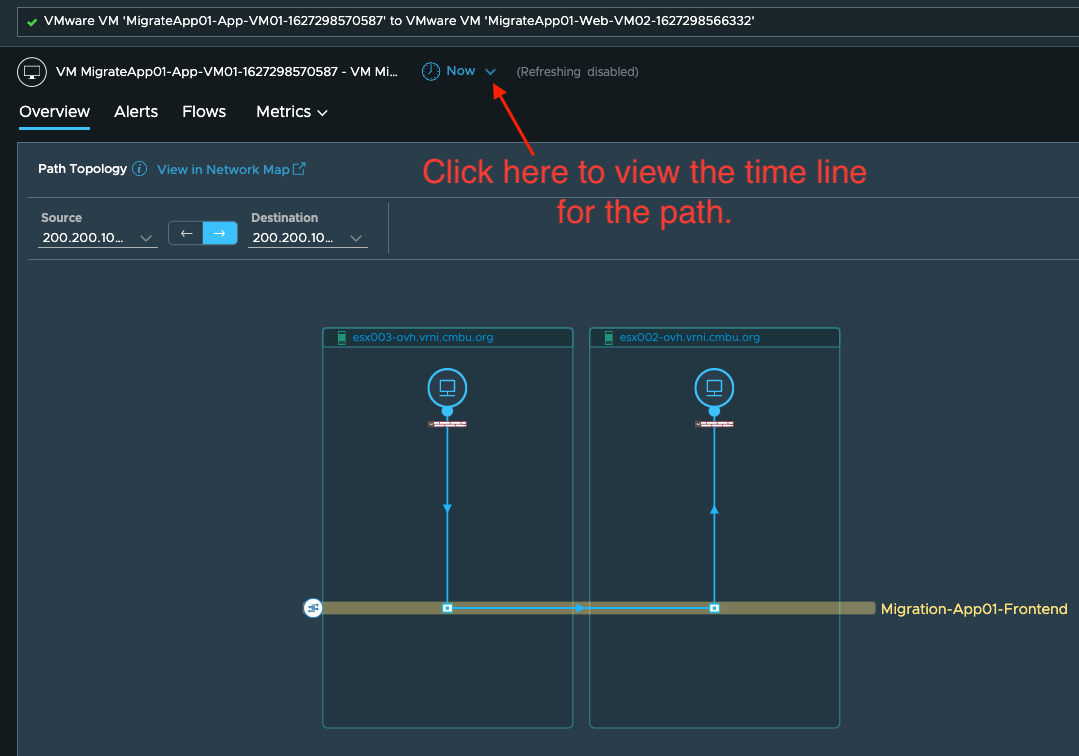 VMware VM 'MigrateApp01-App-VM01-1627298570587' to VMware VM 'MigrateApp01-Web-VM02-1627298566332'
VM MigrateApp01-App-VM01-1627298570587 - VM Mi... Now (Refreshing disabled)
Overview Alerts Flows Metrics
Click here to view the time line
for the path.
Path Topology View in Network Map
Source Destination
200.200.10... 200.200.10...
esx003-ovh.vrni.cmbu.org esx002-ovh.vrni.cmbu.org
Migration-App01-Frontend